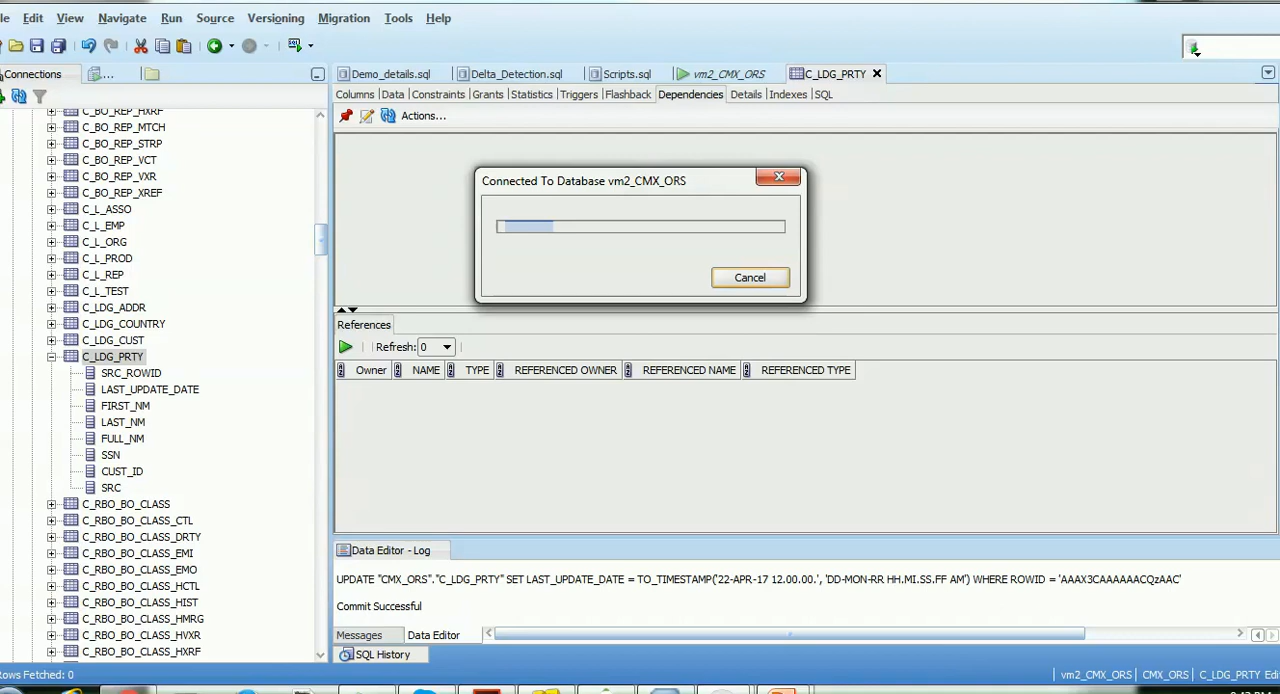 le Edit View Navigate Run Source Versioning Migration Tools Help
Connections ... Demo_details.sql Delta_Detection.sql Scripts.sql vm2_CMX_ORS C_LDG_PRTY
Columns Data Constraints Grants Statistics Triggers Flashback Dependencies Details Indexes SQL
Actions...
C_BO_REP_HXRF
C_BO_REP_MTCH
C_BO_REP_STRP
C_BO_REP_VCT
C_BO_REP_VXR
C_BO_REP_XREF
C_L_ASSO
C_L_EMP
C_L_ORG
C_L_PROD
C_L_REP
C_L_TEST
C_LDG_ADDR
C_LDG_COUNTRY
C_LDG_CUST
C_LDG_PRTY
SRC_ROWID
LAST_UPDATE_DATE
FIRST_NM
LAST_NM
FULL_NM
SSN
CUST_ID
SRC
C_RBO_BO_CLASS
C_RBO_BO_CLASS_CTL
C_RBO_BO_CLASS_DRTY
C_RBO_BO_CLASS_EMI
C_RBO_BO_CLASS_EMO
C_RBO_BO_CLASS_HCTL
C_RBO_BO_CLASS_HIST
C_RBO_BO_CLASS_HMRG
C_RBO_BO_CLASS_HVXR
C_RBO_BO_CLASS_HXRF
Connected To Database vm2_CMX_ORS
Cancel
References
Refresh: 0
Owner NAME TYPE REFERENCED OWNER REFERENCED NAME REFERENCED TYPE
Data Editor - Log
UPDATE "CMX_ORS"."C_LDG_PRTY" SET LAST_UPDATE_DATE = TO_TIMESTAMP('22-APR-17 12.00.00.', 'DD-MON-RR HH.MI.SS.FF AM') WHERE ROWID = 'AAAX3CAAAAAACQzAAC'
Commit Successful
Messages Data Editor
SQL History
Rows Fetched: 0 vm2_CMX_ORS CMX_ORS C_LDG_PRTY Edi